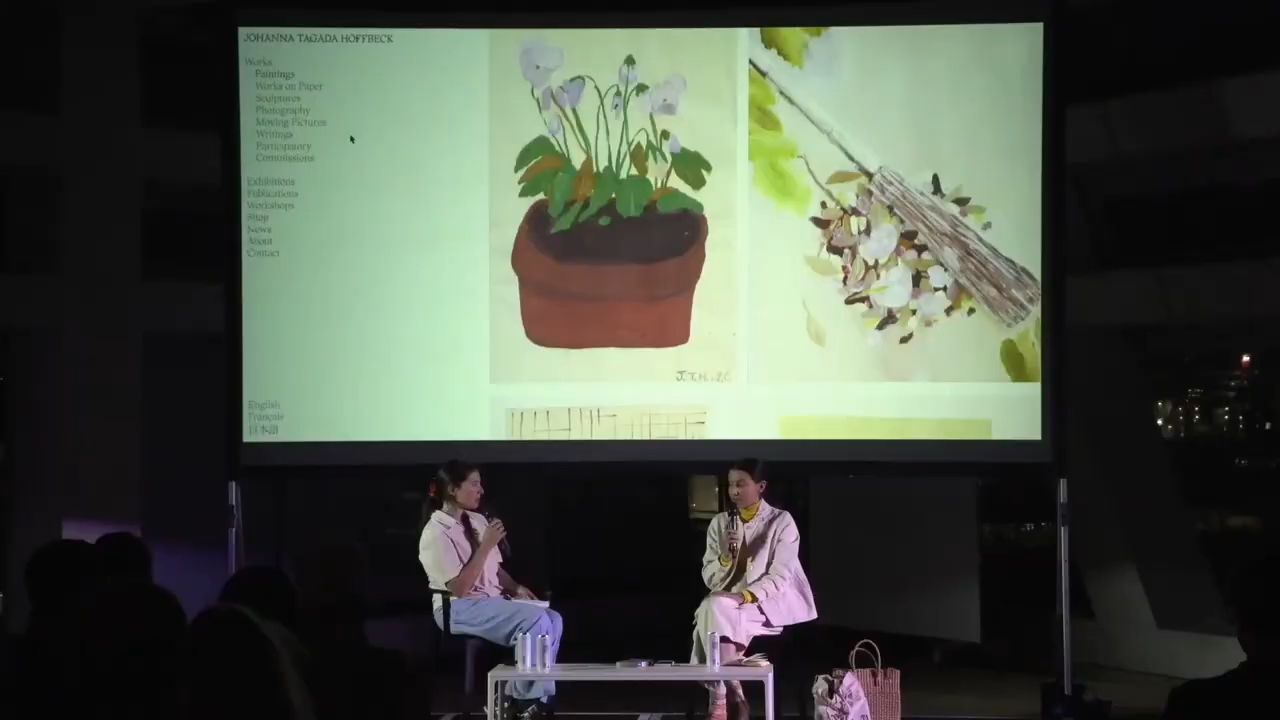 JOHANNA TAGADA HOFFBECK
Works
Paintings
Works on Paper
Sculptures
Photography
Moving Pictures
Writings
Participatory
Commissions
Exhibitions
Publications
Workshops
Shop
News
About
Contact
English
Français
日本語